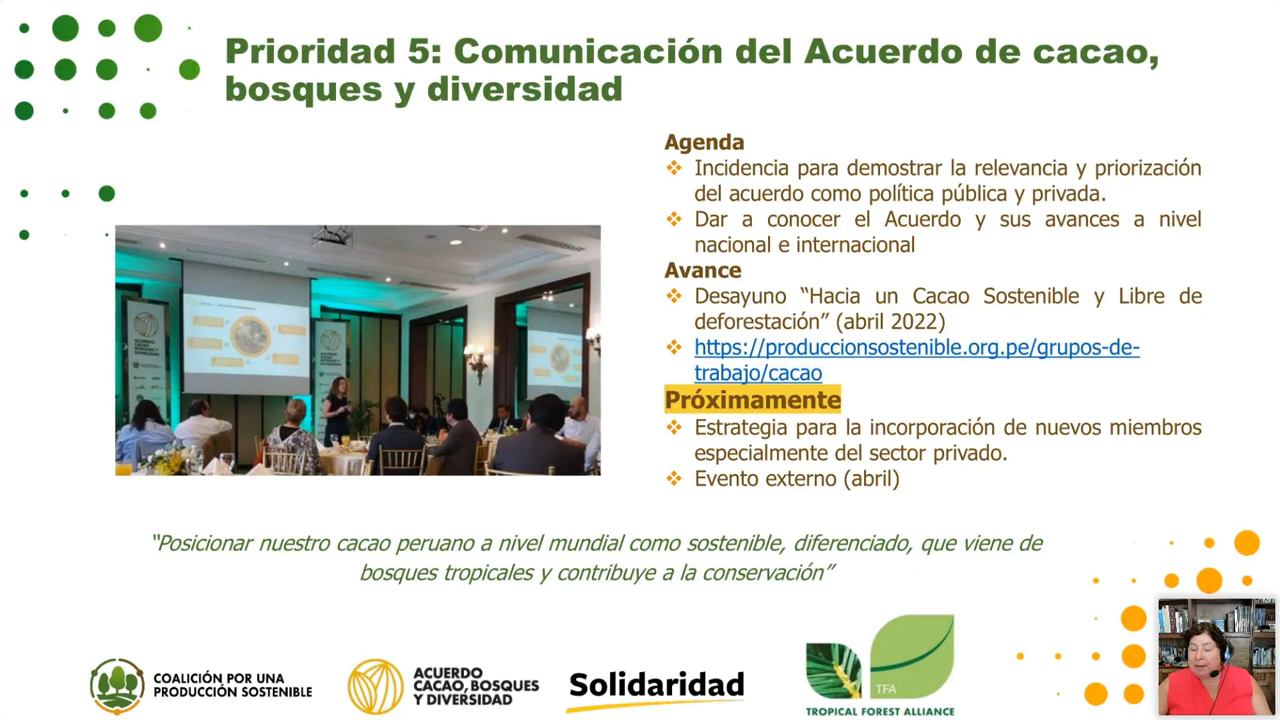 Prioridad 5: Comunicación del Acuerdo de cacao,
bosques y diversidad
Agenda
❖ Incidencia para demostrar la relevancia y priorización
del acuerdo como política pública y privada.
❖ Dar a conocer el Acuerdo y sus avances a nivel
nacional e internacional
Avance
❖ Desayuno “Hacia un Cacao Sostenible y Libre de
deforestación” (abril 2022)
❖ https://produccionsostenible.org.pe/grupos-de-
trabajo/cacao
Próximamente
❖ Estrategia para la incorporación de nuevos miembros
especialmente del sector privado.
❖ Evento externo (abril)
ACUERDO
CACAO,
BOSQUES Y
DIVERSIDAD
“Posicionar nuestro cacao peruano a nivel mundial como sostenible, diferenciado, que viene de
bosques tropicales y contribuye a la conservación”
COALICIÓN POR UNA
PRODUCCIÓN SOSTENIBLE
ACUERDO
CACAO, BOSQUES
Y DIVERSIDAD
Solidaridad
TFA
TROPICAL FOREST ALLIANCE